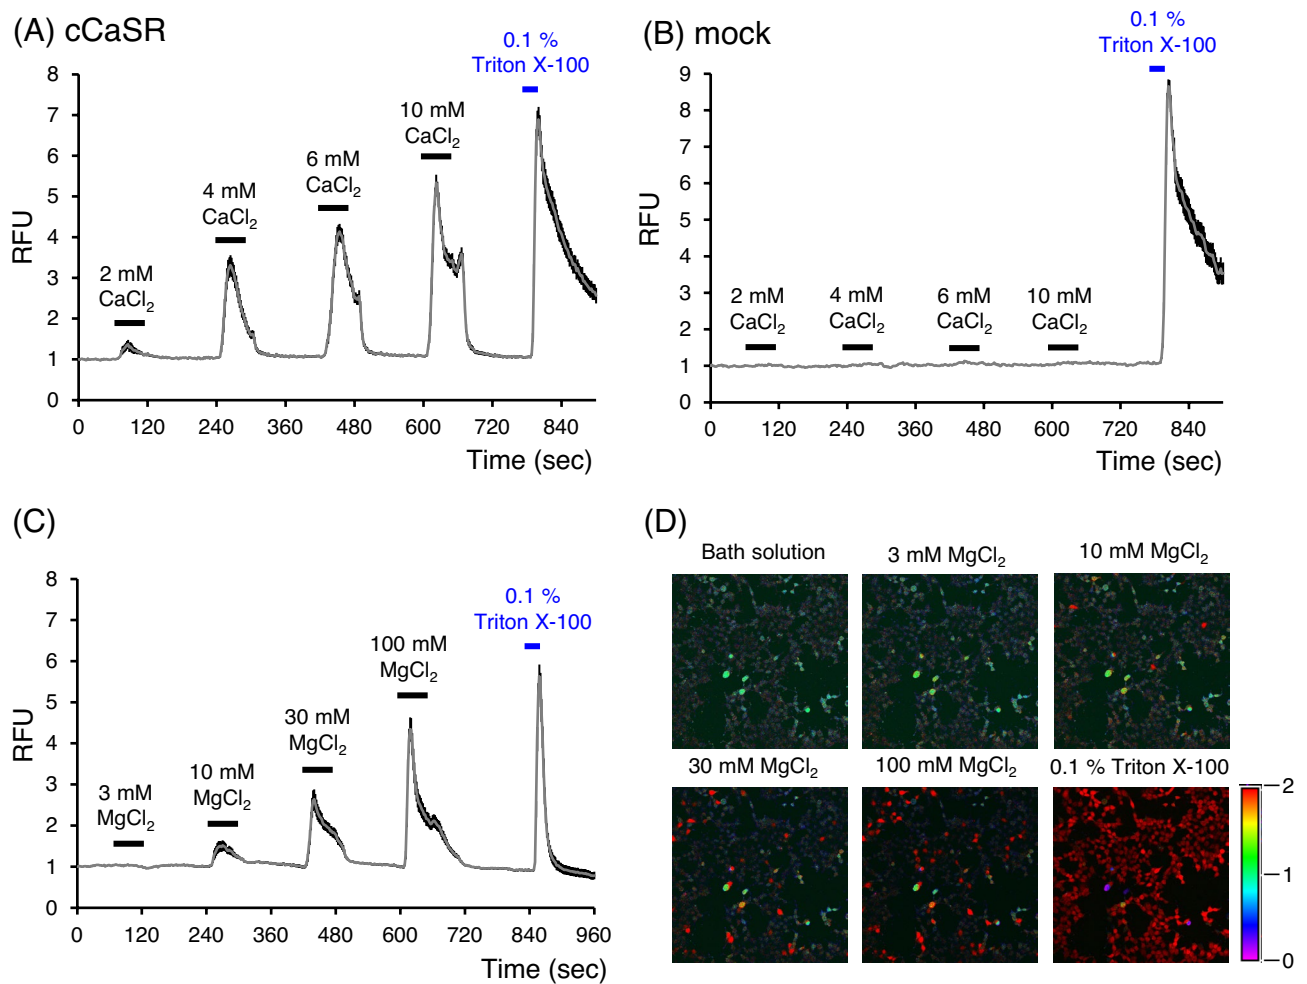 (A) cCaSR
0.1 %
Triton X-100
10 mM
CaCl₂
6 mM
CaCl₂
4 mM
CaCl₂
2 mM
CaCl₂
RFU
8
7
6
5
4
3
2
1
0
0 120 240 360 480 600 720 840
Time (sec)
(B) mock
0.1 %
Triton X-100
2 mM
CaCl₂
4 mM
CaCl₂
6 mM
CaCl₂
10 mM
CaCl₂
RFU
9
8
7
6
5
4
3
2
1
0
0 120 240 360 480 600 720 840
Time (sec)
(C)
0.1 %
Triton X-100
100 mM
MgCl₂
30 mM
MgCl₂
10 mM
MgCl₂
3 mM
MgCl₂
RFU
8
7
6
5
4
3
2
1
0
0 120 240 360 480 600 720 840 960
Time (sec)
(D)
Bath solution 3 mM MgCl₂ 10 mM MgCl₂
30 mM MgCl₂ 100 mM MgCl₂ 0.1 % Triton X-100
2
1
0